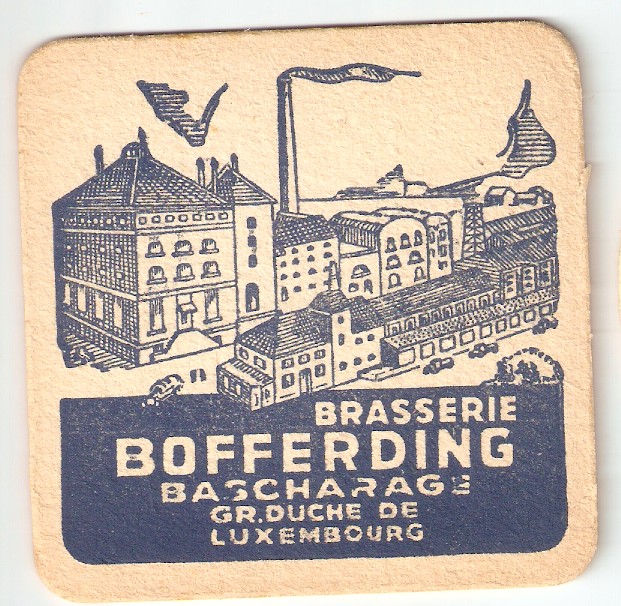 BRASSERIE
BOFFERDING
BASCHARAGE
GR.DUCHE DE
LUXEMBOURG